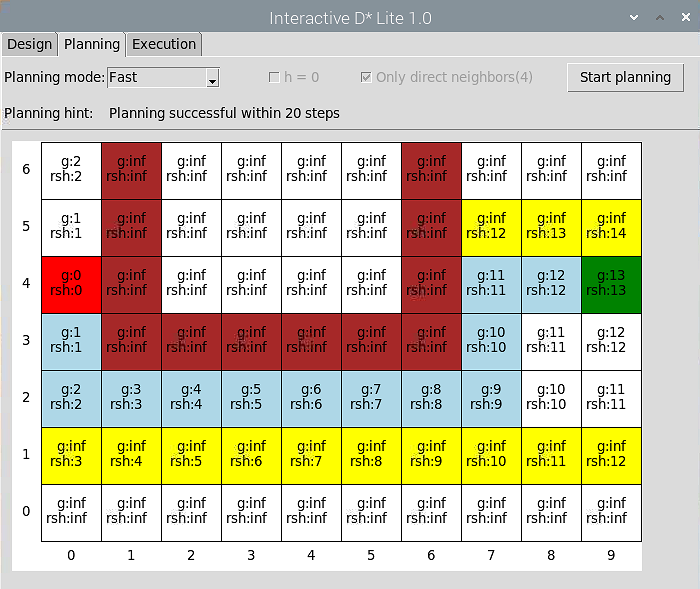 Interactive D* Lite 1.0
Design Planning Execution
Planning mode: Fast h = 0 Only direct neighbors(4) Start planning
Planning hint: Planning successful within 20 steps
6 g:2 g:inf g:inf g:inf g:inf g:inf g:inf g:inf g:inf g:inf
rsh:2 rsh:inf rsh:inf rsh:inf rsh:inf rsh:inf rsh:inf rsh:inf rsh:inf rsh:inf
5 g:1 g:inf g:inf g:inf g:inf g:inf g:inf g:inf g:inf g:inf
rsh:1 rsh:inf rsh:inf rsh:inf rsh:inf rsh:inf rsh:inf rsh:12 rsh:13 rsh:14
4 g:0 g:inf g:inf g:inf g:inf g:inf g:inf g:11 g:12 g:13
rsh:0 rsh:inf rsh:inf rsh:inf rsh:inf rsh:inf rsh:inf rsh:11 rsh:12 rsh:13
3 g:1 g:inf g:inf g:inf g:inf g:inf g:inf g:10 g:11 g:12
rsh:1 rsh:inf rsh:inf rsh:inf rsh:inf rsh:inf rsh:inf rsh:10 rsh:11 rsh:12
2 g:2 g:3 g:4 g:5 g:6 g:7 g:8 g:9 g:10 g:11
rsh:2 rsh:3 rsh:4 rsh:5 rsh:6 rsh:7 rsh:8 rsh:9 rsh:10 rsh:11
1 g:inf g:inf g:inf g:inf g:inf g:inf g:inf g:inf g:inf g:inf
rsh:3 rsh:4 rsh:5 rsh:6 rsh:7 rsh:8 rsh:9 rsh:10 rsh:11 rsh:12
0 g:inf g:inf g:inf g:inf g:inf g:inf g:inf g:inf g:inf g:inf
rsh:inf rsh:inf rsh:inf rsh:inf rsh:inf rsh:inf rsh:inf rsh:inf rsh:inf rsh:inf
0 1 2 3 4 5 6 7 8 9